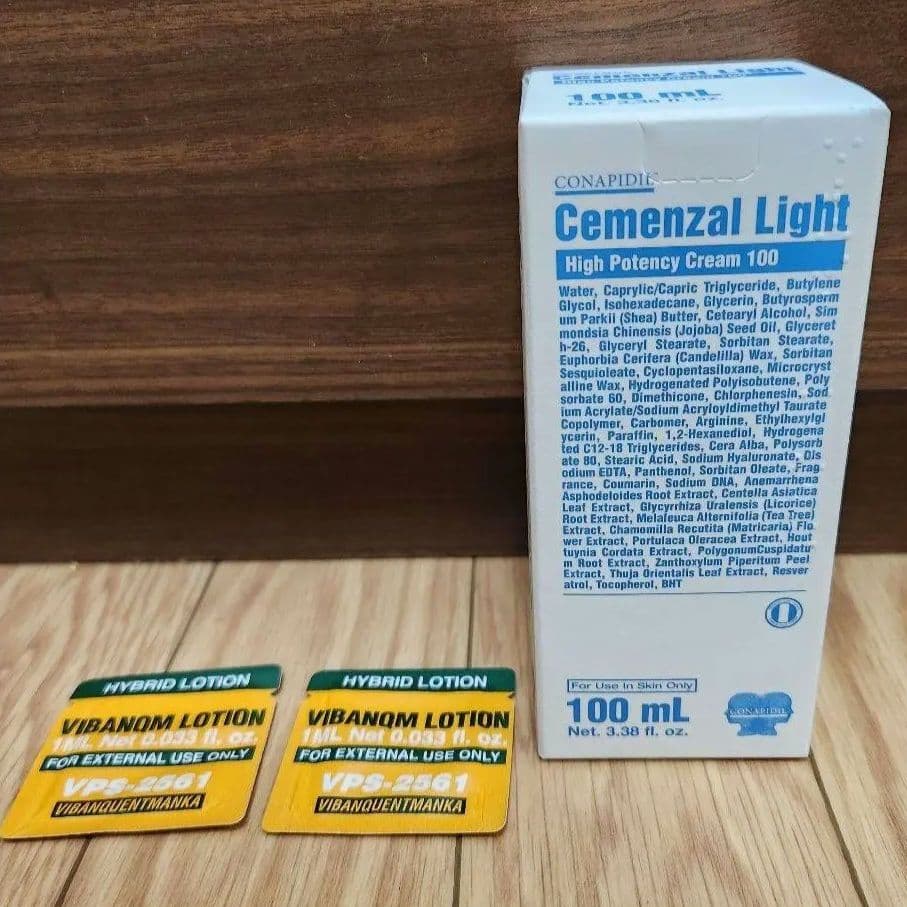 Cemenzal Light
High Potency Cream 100
100 mL
Net. 3.38 fl. oz.
CONAPIDIE
Cemenzal Light
High Potency Cream 100
Water, Caprylic/Capric Triglyceride, Butylene
Glycol, Isohexadecane, Glycerin, Butyrosperm
um Parkii (Shea) Butter, Cetearyl Alcohol, Sim
mondsia Chinensis (Jojoba) Seed Oil, Glyceret
h-26, Glyceryl Stearate, Sorbitan Stearate,
Euphorbia Cerifera (Candelilla) Wax, Sorbitan
Sesquioleate, Cyclopentasiloxane, Microcryst
alline Wax, Hydrogenated Polyisobutene, Poly
sorbate 60, Dimethicone, Chlorphenesin, Sod
ium Acrylate/Sodium Acryloyldimethyl Taurate
Copolymer, Carbomer, Arginine, Ethylhexylgl
ycerin, Paraffin, 1,2-Hexanediol, Hydrogena
ted C12-18 Triglycerides, Cera Alba, Polysorb
ate 80, Stearic Acid, Sodium Hyaluronate, Dis
odium EDTA, Panthenol, Sorbitan Oleate, Frag
rance, Coumarin, Sodium DNA, Anemarrhena
Asphodeloides Root Extract, Centella Asiatica
Leaf Extract, Glycyrrhiza Uralensis (Licorice)
Root Extract, Melaleuca Alternifolia (Tea Tree)
Extract, Chamomilla Recutita (Matricaria) Flo
wer Extract, Portulaca Oleracea Extract, Hout
tuynia Cordata Extract, PolygonumCuspidatu
m Root Extract, Zanthoxylum Piperitum Peel
Extract, Thuja Orientalis Leaf Extract, Resver
atrol, Tocopherol, BHT
For Use In Skin Only
100 mL
Net. 3.38 fl. oz.
CONAPIDIE
HYBRID LOTION
VIBANQM LOTION
1ML Net 0.033 fl. oz.
FOR EXTERNAL USE ONLY
VPS-2561
VIBANQUENTMANKA
HYBRID LOTION
VIBANQM LOTION
1ML Net 0.033 fl. oz.
FOR EXTERNAL USE ONLY
VPS-2561
VIBANQUENTMANKA